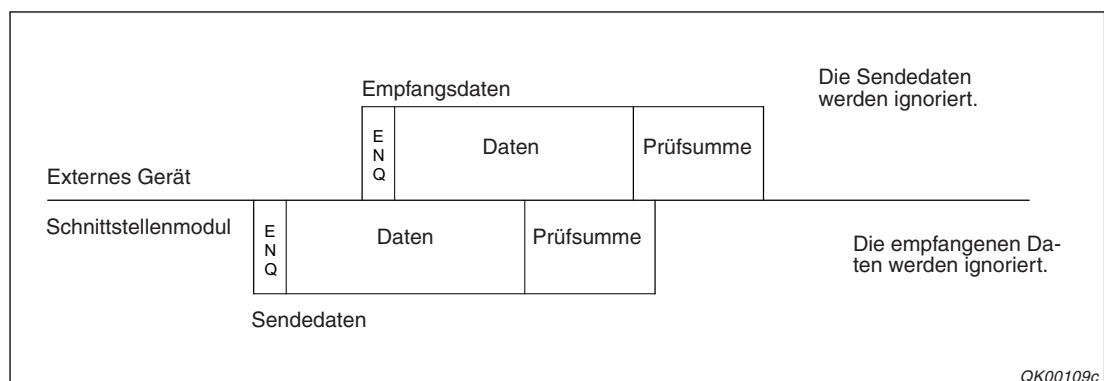 Die Sendedaten
werden ignoriert.
Empfangsdaten
E
N
Q
Daten
Prüfsumme
Externes Gerät
Schnittstellenmodul
E
N
Q
Daten
Prüfsumme
Die empfangenen Da-
ten werden ignoriert.
Sendedaten
QK00109c